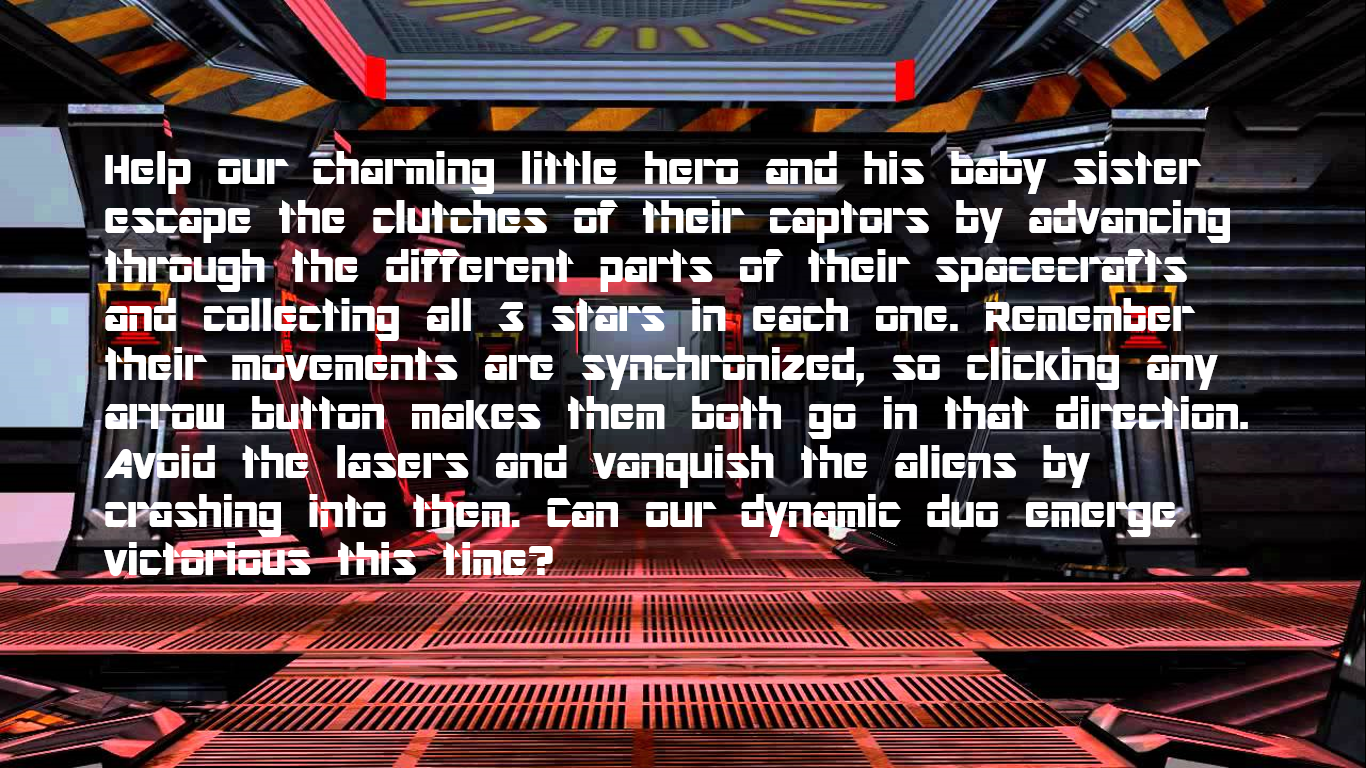 Help our charming little hero and his baby sister
escape the clutches of their captors by advancing
through the different parts of their spacecrafts
and collecting all 3 stars in each one. Remember
their movements are synchronized, so clicking any
arrow button makes them both go in that direction.
Avoid the lasers and vanquish the aliens by
crashing into them. Can our dynamic duo emerge
victorious this time?